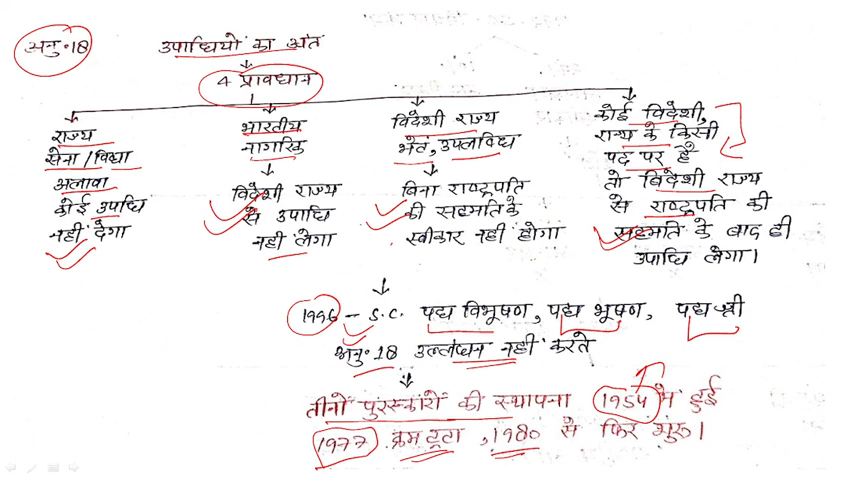 अनु॰ 18
उपाधियों का अंत
4 प्रावधान
राज्य
सेना / विधा
अलावा
कोई उपाधि
नहीं देगा
भारतीय
नागरिक
विदेशी राज्य
से उपाधि
नहीं लेगा
विदेशी राज्य
भेंट, उपलब्धि
बिना राष्ट्रपति
की सहमति के
स्वीकार नहीं होगा
कोई विदेशी,
राज्य के किसी
पद पर है
तो विदेशी राज्य
से राष्ट्रपति की
सहमति के बाद ही
उपाधि लेगा।
1996 – S.C. पद्म विभूषण, पद्म भूषण, पद्म श्री
अनु॰ 18 उल्लंघन नहीं करते
तीनों पुरस्कारों की स्थापना 1954 में हुई
1977 क्रम टूटा, 1980 से फिर शुरू।